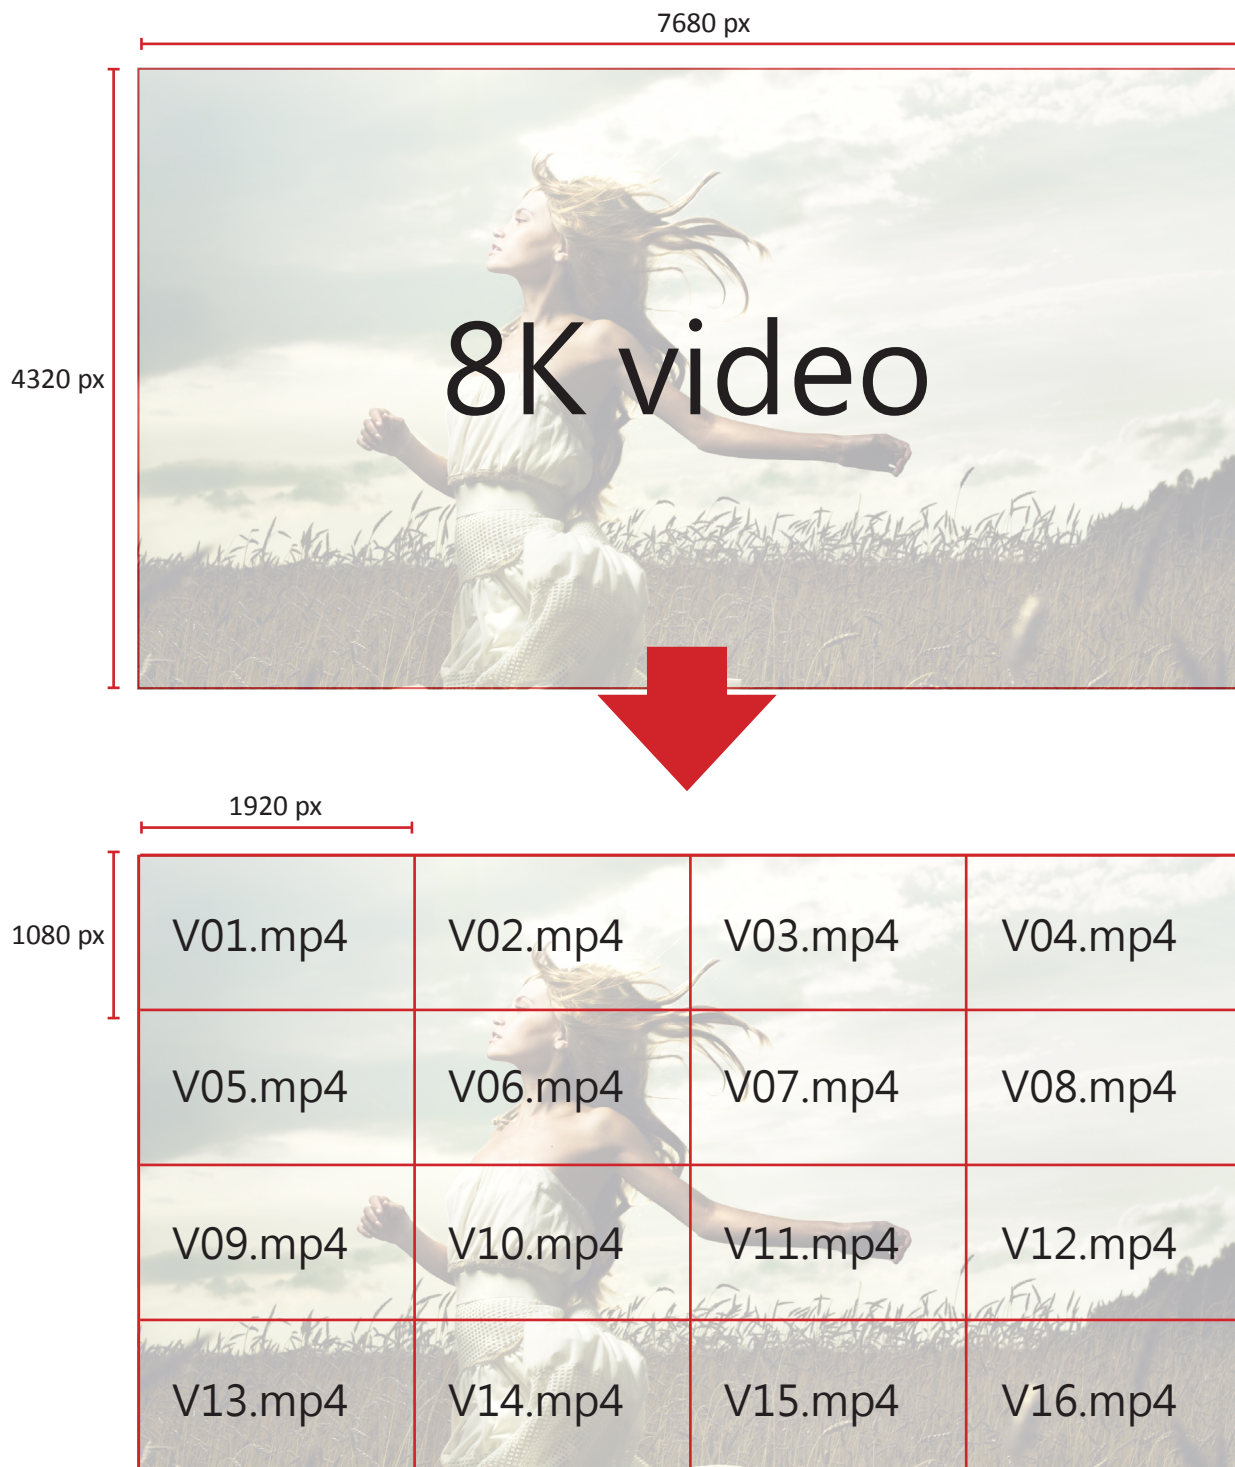 7680 px
4320 px
8K video
1920 px
1080 px
V01.mp4 V02.mp4 V03.mp4 V04.mp4
V05.mp4 V06.mp4 V07.mp4 V08.mp4
V09.mp4 V10.mp4 V11.mp4 V12.mp4
V13.mp4 V14.mp4 V15.mp4 V16.mp4